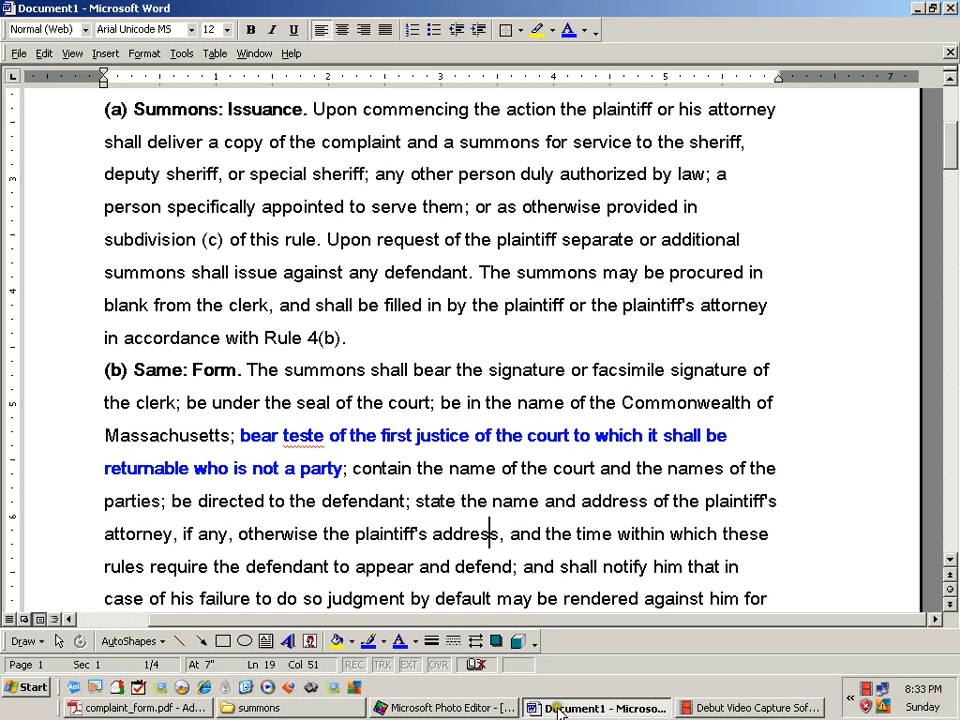 Document1 - Microsoft Word
Normal (Web) Arial Unicode MS 12 B I U A
File Edit View Insert Format Tools Table Window Help
L 1 2 3 4 5 7
(a) Summons: Issuance. Upon commencing the action the plaintiff or his attorney
shall deliver a copy of the complaint and a summons for service to the sheriff,
deputy sheriff, or special sheriff; any other person duly authorized by law; a
person specifically appointed to serve them; or as otherwise provided in
subdivision (c) of this rule. Upon request of the plaintiff separate or additional
summons shall issue against any defendant. The summons may be procured in
blank from the clerk, and shall be filled in by the plaintiff or the plaintiff's attorney
in accordance with Rule 4(b).
(b) Same: Form. The summons shall bear the signature or facsimile signature of
the clerk; be under the seal of the court; be in the name of the Commonwealth of
Massachusetts; bear teste of the first justice of the court to which it shall be
returnable who is not a party; contain the name of the court and the names of the
parties; be directed to the defendant; state the name and address of the plaintiff's
attorney, if any, otherwise the plaintiff's address, and the time within which these
rules require the defendant to appear and defend; and shall notify him that in
case of his failure to do so judgment by default may be rendered against him for
3
4
5
6
Draw AutoShapes A A
Page 1 Sec 1 1/4 At 7" Ln 19 Col 51 REC TRK EXT OVR
Start 8:33 PM
complaint_form.pdf - Ad... summons Microsoft Photo Editor - [... Document1 - Microso... Debut Video Capture Sof... Sunday